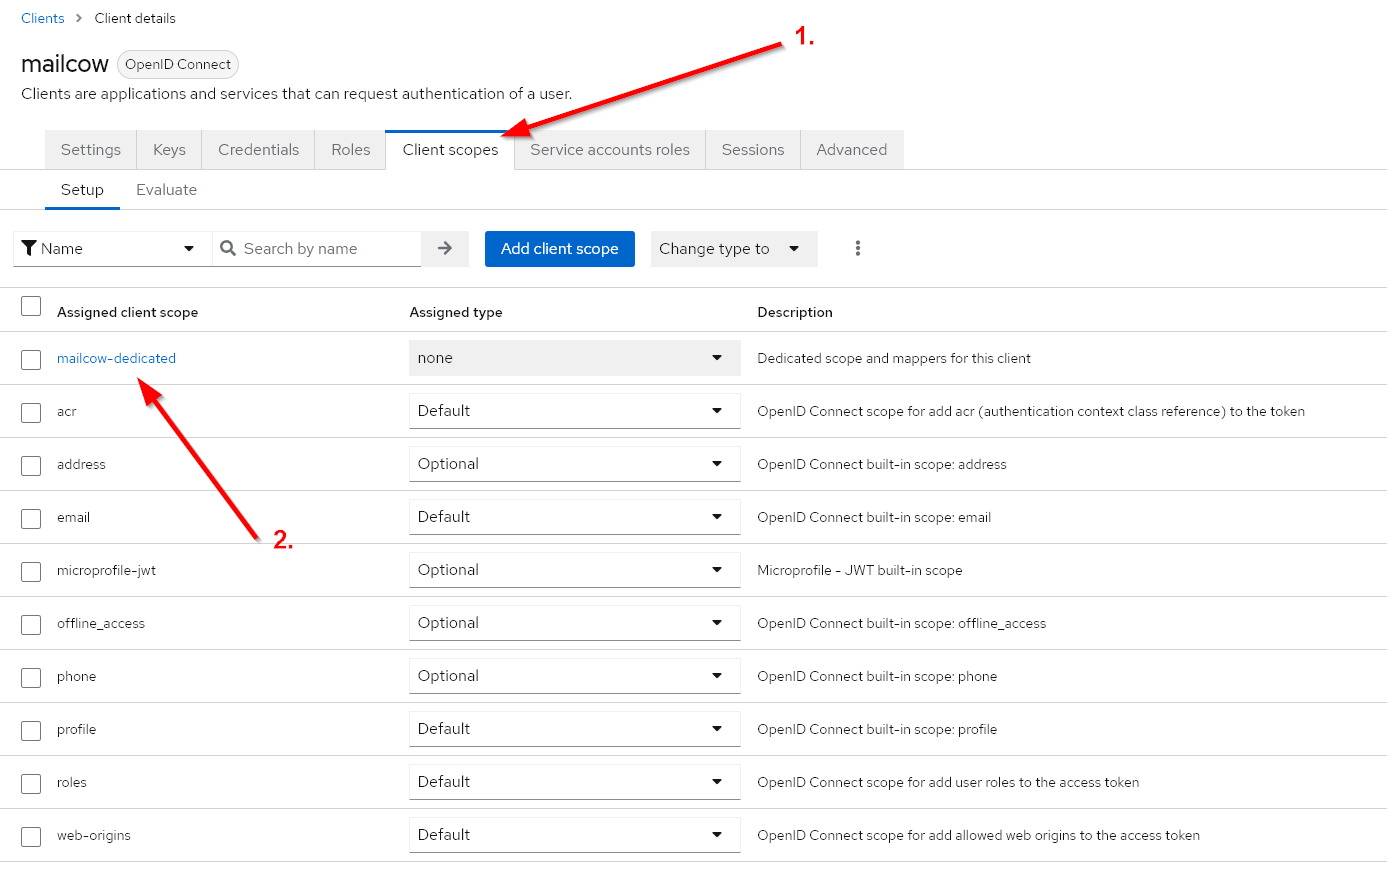 Clients > Client details
1.
mailcow OpenID Connect
Clients are applications and services that can request authentication of a user.
Settings Keys Credentials Roles Client scopes Service accounts roles Sessions Advanced
Setup Evaluate
Name Search by name Add client scope Change type to
Assigned client scope Assigned type Description
mailcow-dedicated none Dedicated scope and mappers for this client
acr Default OpenID Connect scope for add acr (authentication context class reference) to the token
address Optional OpenID Connect built-in scope: address
email Default OpenID Connect built-in scope: email
2.
microprofile-jwt Optional Microprofile - JWT built-in scope
offline_access Optional OpenID Connect built-in scope: offline_access
phone Optional OpenID Connect built-in scope: phone
profile Default OpenID Connect built-in scope: profile
roles Default OpenID Connect scope for add user roles to the access token
web-origins Default OpenID Connect scope for add allowed web origins to the access token